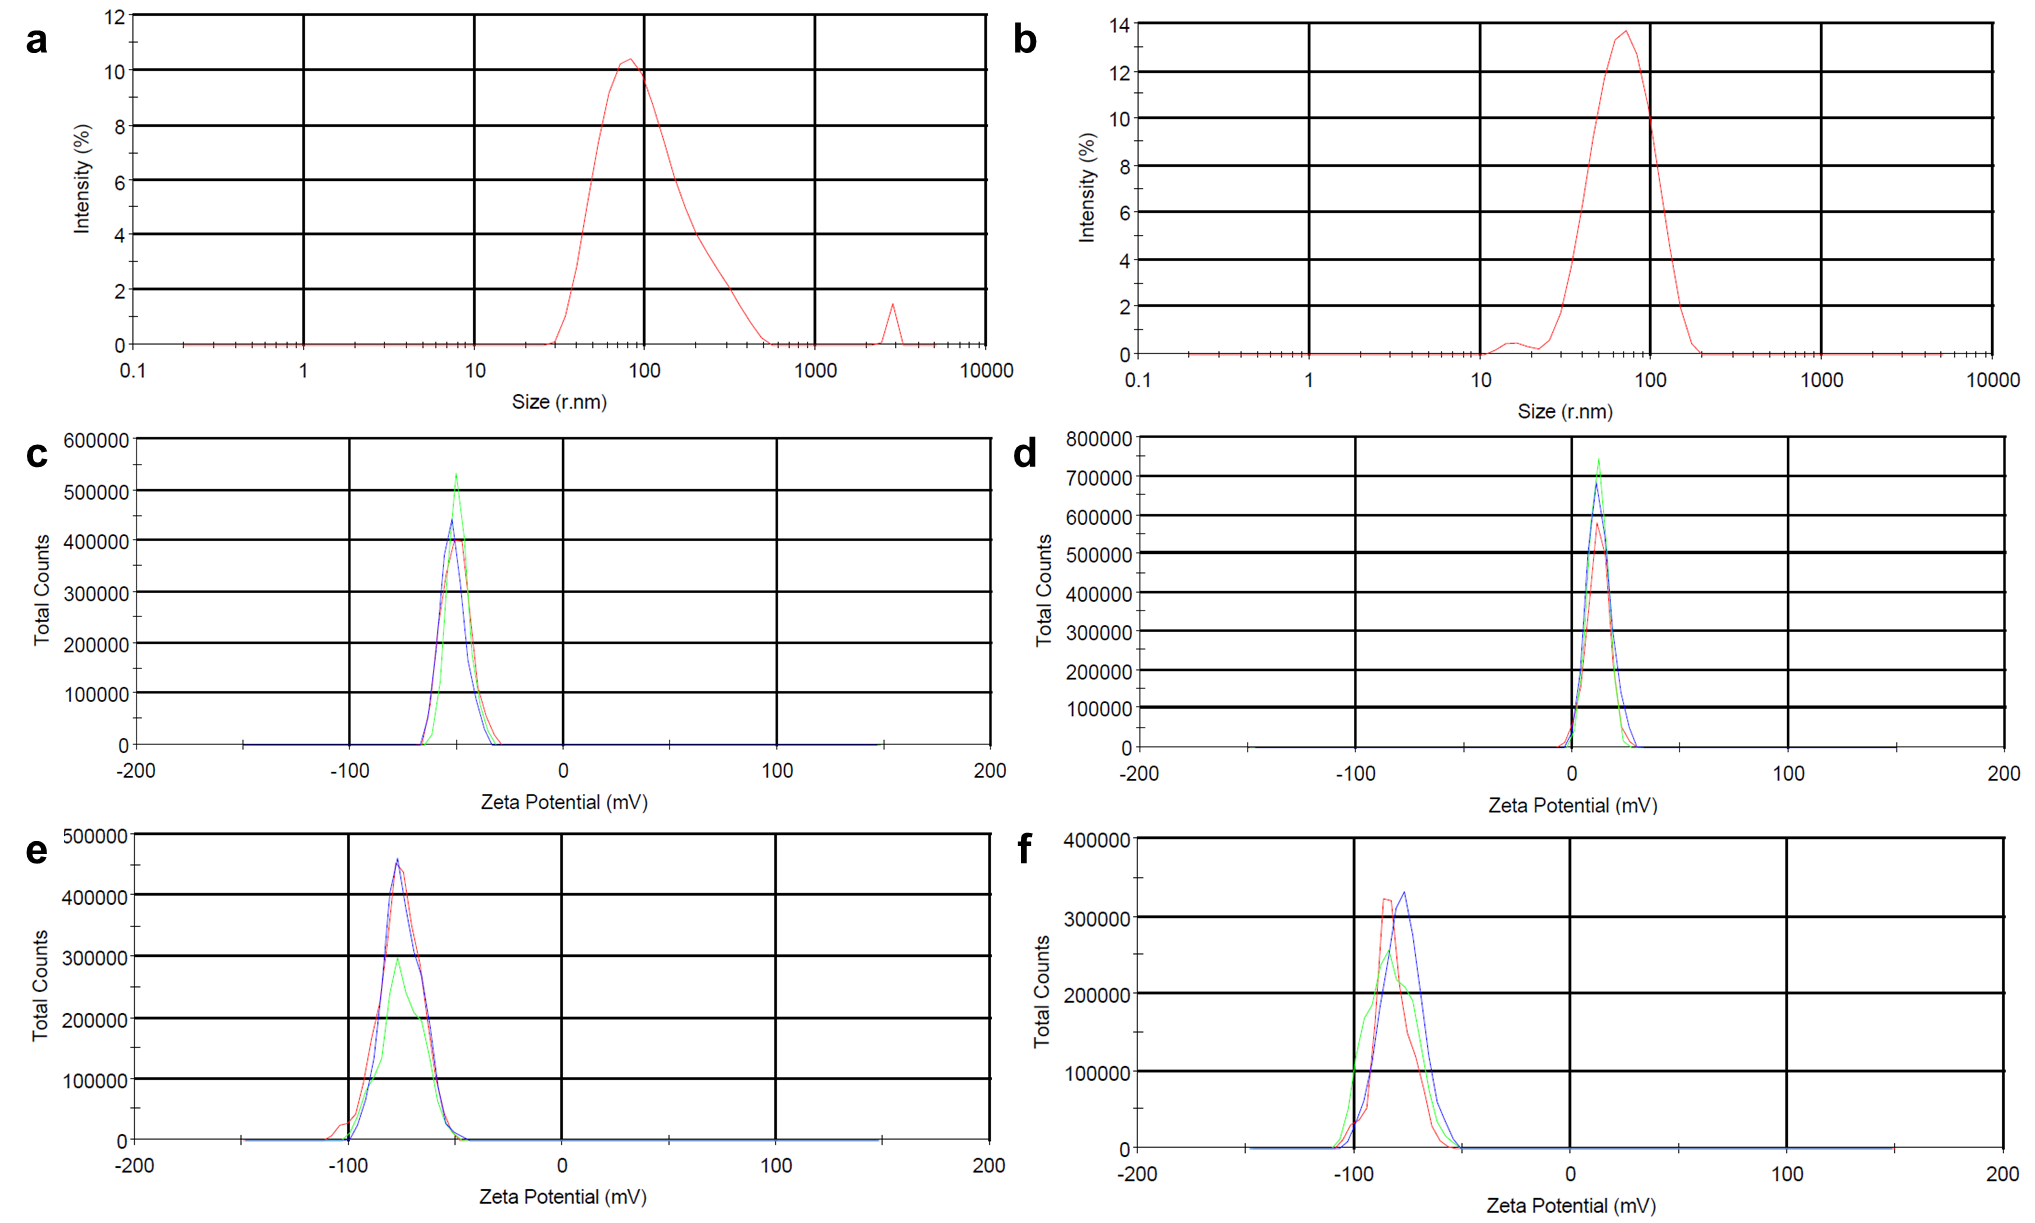 a
12
10
8
6
4
2
0
Intensity (%)
0.1 1 10 100 1000 10000
Size (r.nm)
b
14
12
10
8
6
4
2
0
Intensity (%)
0.1 1 10 100 1000 10000
Size (r.nm)
c
600000
500000
400000
300000
200000
100000
0
Total Counts
-200 -100 0 100 200
Zeta Potential (mV)
d
800000
700000
600000
500000
400000
300000
200000
100000
0
Total Counts
-200 -100 0 100 200
Zeta Potential (mV)
e
500000
400000
300000
200000
100000
0
Total Counts
-200 -100 0 100 200
Zeta Potential (mV)
f
400000
300000
200000
100000
0
Total Counts
-200 -100 0 100 200
Zeta Potential (mV)